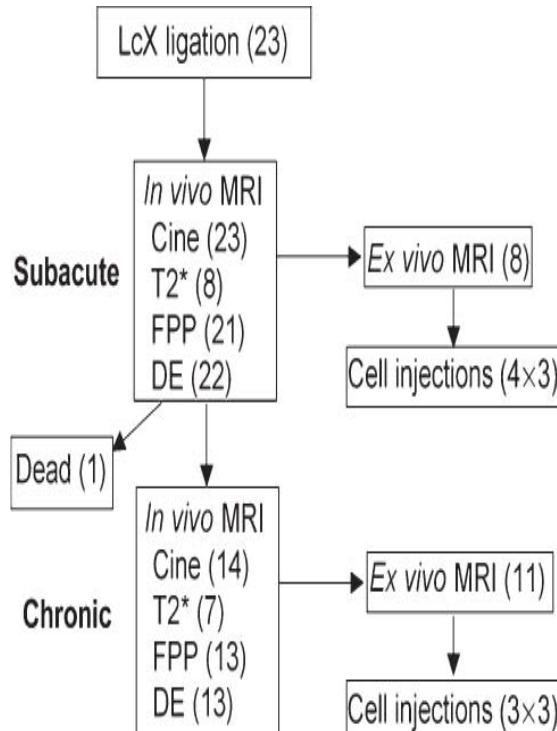 LcX ligation (23)
In vivo MRI
Cine (23)
T2* (8)
FPP (21)
DE (22)
Subacute
Ex vivo MRI (8)
Cell injections (4×3)
Dead (1)
In vivo MRI
Cine (14)
T2* (7)
FPP (13)
DE (13)
Chronic
Ex vivo MRI (11)
Cell injections (3×3)